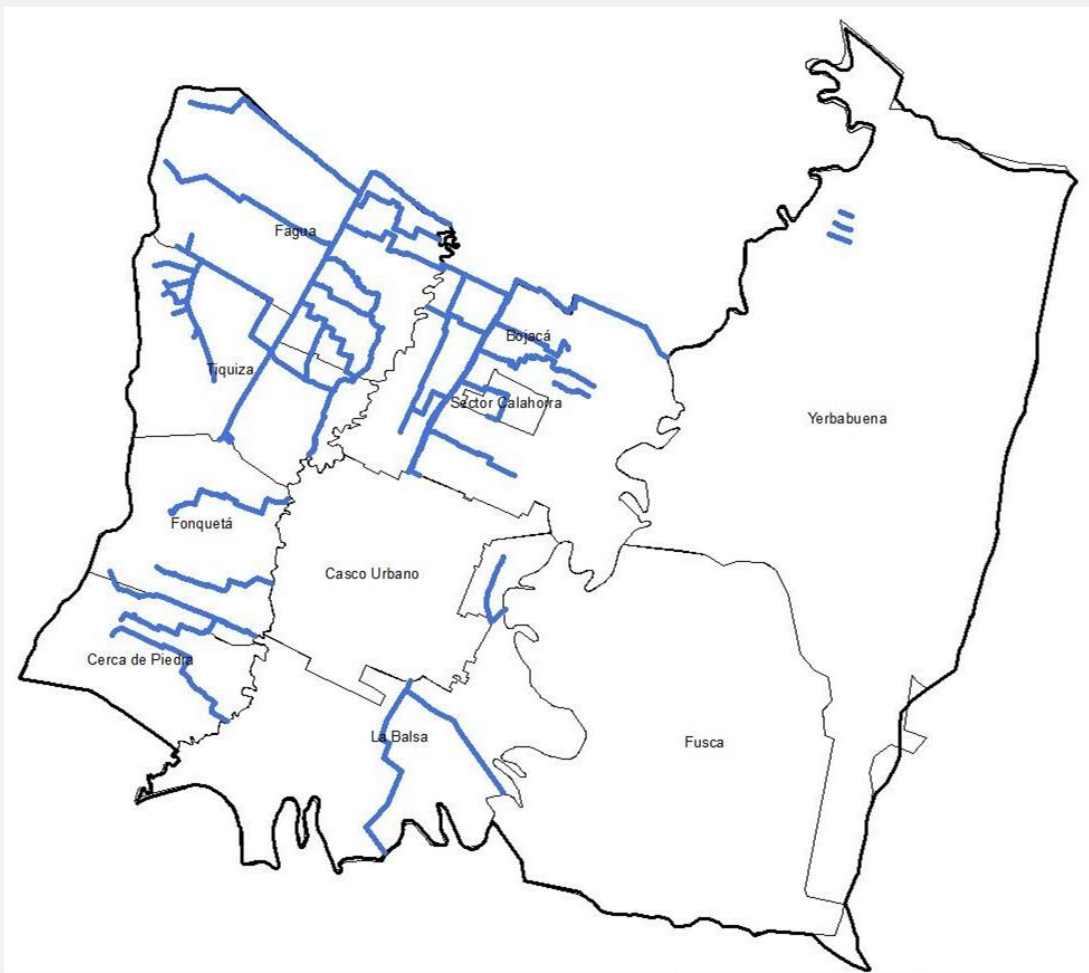 Fagua
Bojacá
Tiquiza
Sector Calahorra
Yerbabuena
Fonquetá
Casco Urbano
Cerca de Piedra
La Balsa
Fusca